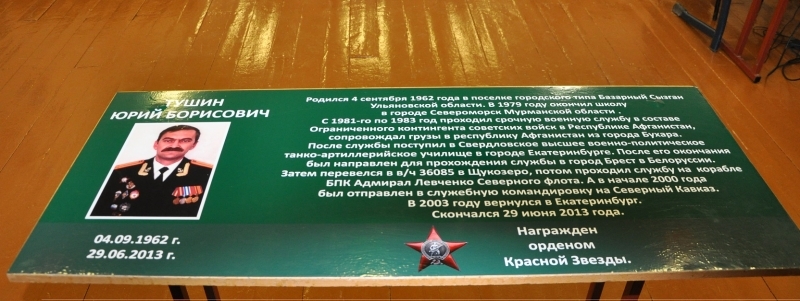 ТУШИН
ЮРИЙ БОРИСОВИЧ
04.09.1962 г.
29.06.2013 г.
Родился 4 сентября 1962 года в поселке городского типа Базарный Сызган
Ульяновской области. В 1979 году окончил школу
в городе Североморск Мурманской области.
С 1981-го по 1983 год проходил срочную военную службу в составе
Ограниченного контингента советских войск в Республике Афганистан,
сопровождал грузы в республику Афганистан из города Бухара.
После службы поступил в Свердловское высшее военно-политическое
танко-артиллерийское училище в городе Екатеринбурге. После его окончания
был направлен для прохождения службы в город Брест в Белоруссии.
Затем перевелся в в/ч 36085 в Щукозеро, потом проходил службу на корабле
БПК Адмирал Левченко Северного флота. А в начале 2000 года
был отправлен в служебную командировку на Северный Кавказ.
В 2003 году вернулся в Екатеринбург.
Скончался 29 июня 2013 года.
Награжден
орденом
Красной Звезды.